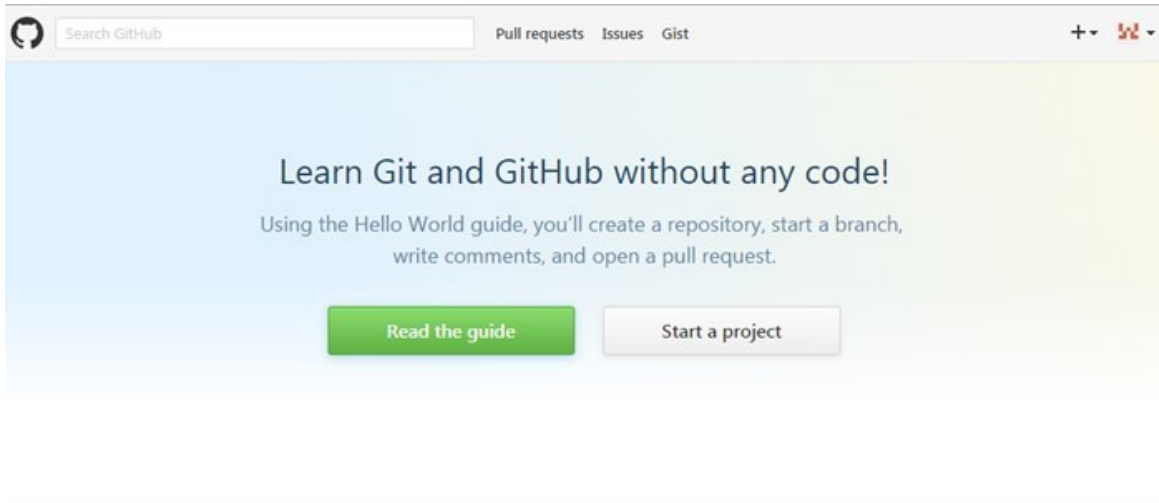 Search GitHub Pull requests Issues Gist
Learn Git and GitHub without any code!
Using the Hello World guide, you'll create a repository, start a branch,
write comments, and open a pull request.
Read the guide Start a project